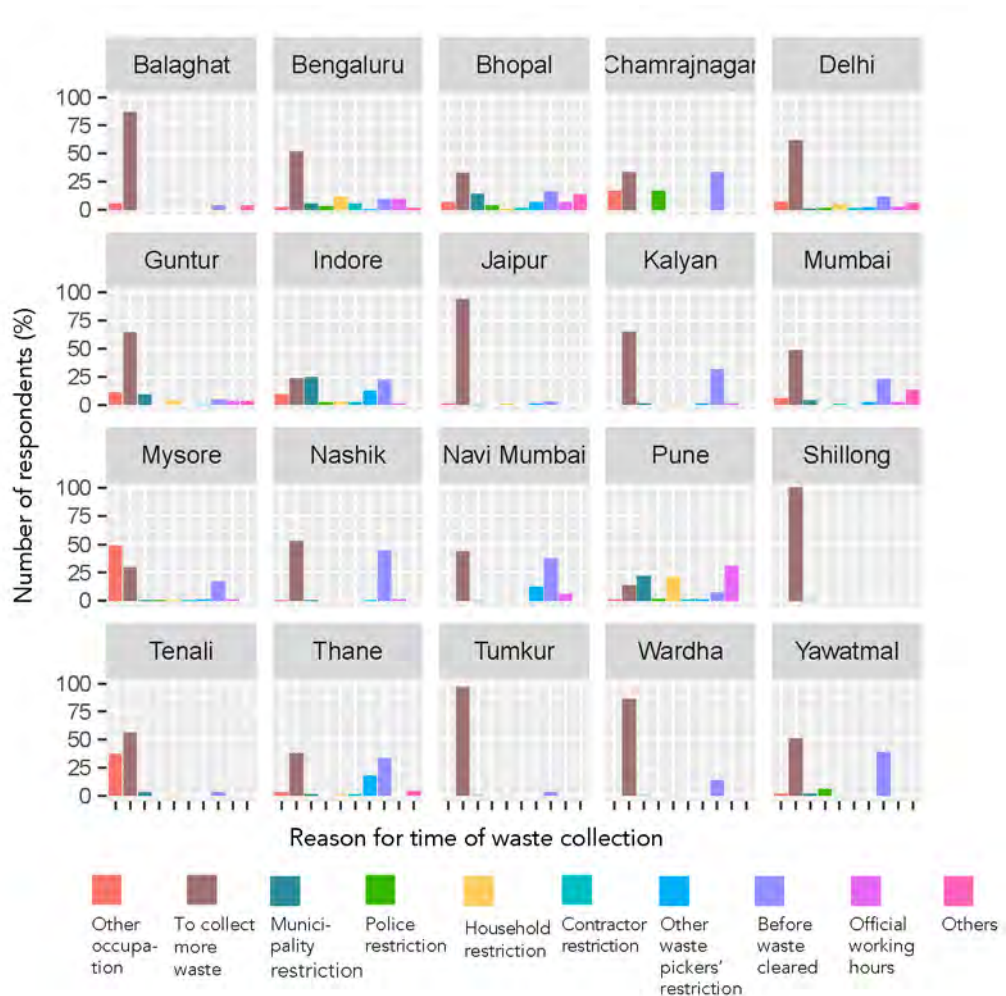 Balaghat Bengaluru Bhopal Chamrajnagar Delhi
100
75
50
25
0
Guntur Indore Jaipur Kalyan Mumbai
100
75
50
25
0
Mysore Nashik Navi Mumbai Pune Shillong
100
75
50
25
0
Tenali Thane Tumkur Wardha Yawatmal
100
75
50
25
0
Number of respondents (%)
Reason for time of waste collection
Other
occupa-
tion
To collect
more
waste
Munici-
pality
restriction
Police
restriction
Household
restriction
Contractor
restriction
Other
waste
pickers'
restriction
Before
waste
cleared
Official
working
hours
Others